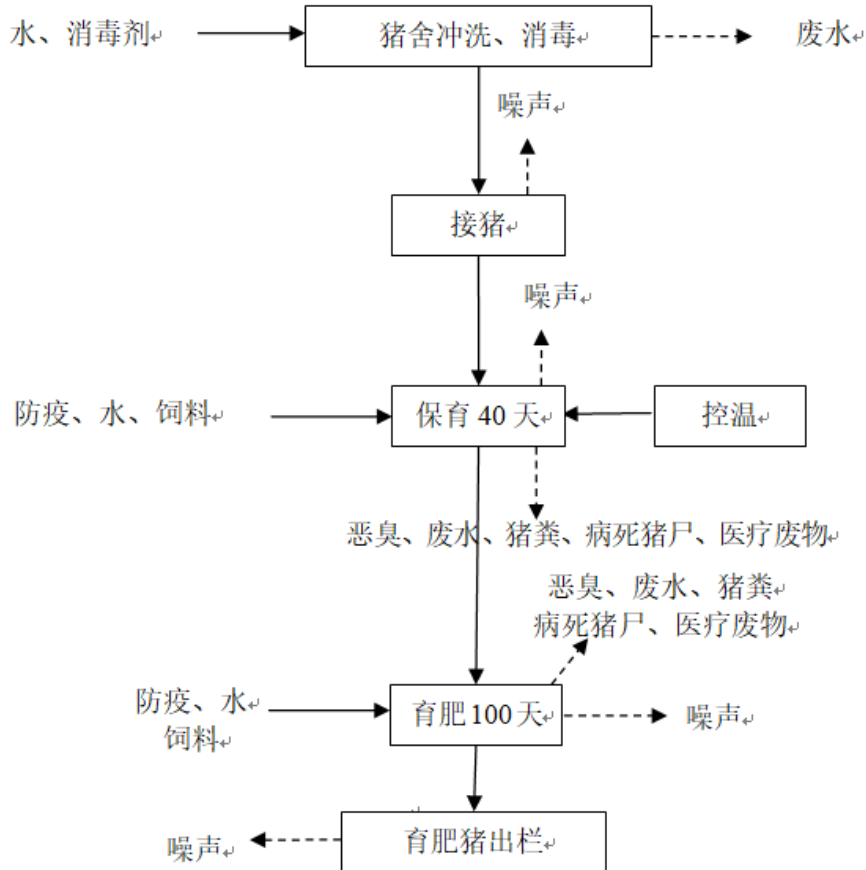 水、消毒剂
猪舍冲洗、消毒
废水
噪声
接猪
噪声
防疫、水、饲料
保育 40 天
控温
恶臭、废水、猪粪、病死猪尸、医疗废物
恶臭、废水、猪粪
病死猪尸、医疗废物
防疫、水
饲料
育肥 100 天
噪声
育肥猪出栏
噪声